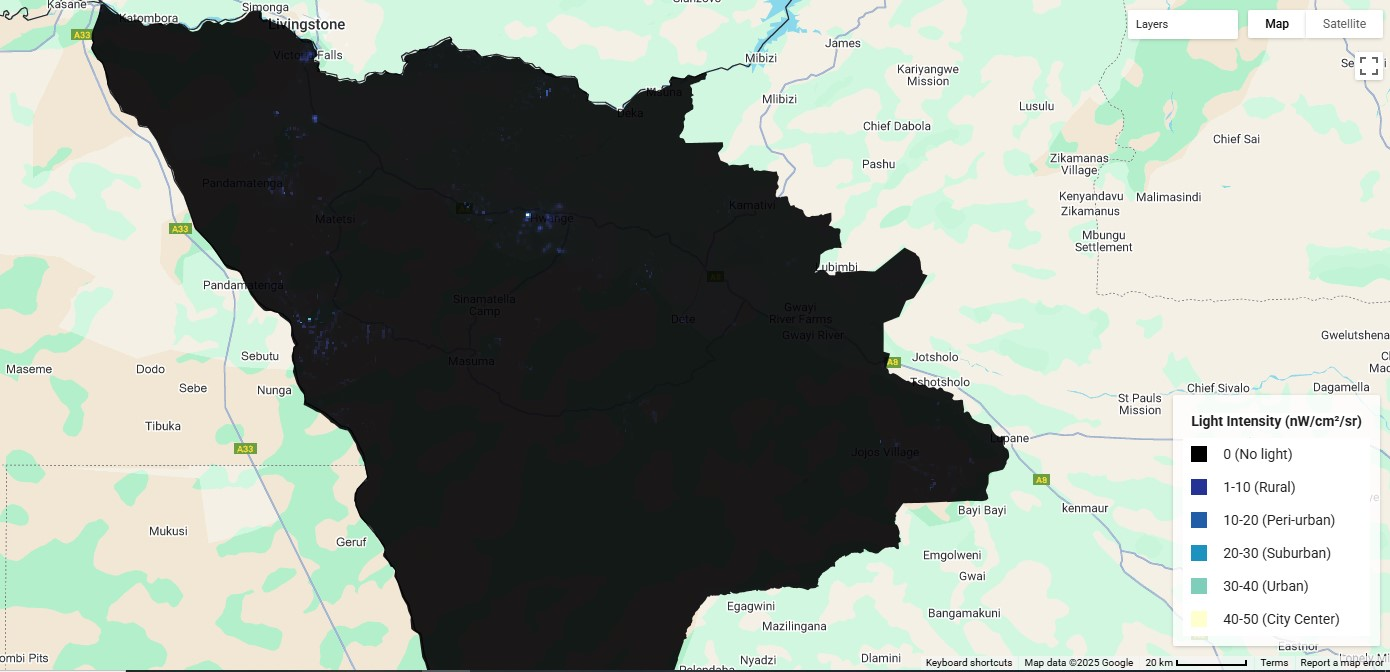 Kasane
Katombora
Simonga
Livingstone
Layers
Map
Satellite
A33
Victoria Falls
James
Mibizi
Kariyangwe
Mission
Mlibizi
Lusulu
Deka
Chief Dabola
Chief Sai
Pashu
Zikamanas
Village
Pandamatenga
Kenyandavu
Zikamanus
Malimasindi
Kamativi
Matetsi
Hwange
A33
Mbungu
Settlement
Lubimbi
Pandamatenga
Sinamatella
Camp
Dete
Gwayi
River Farms
Gwayi River
Gwelutshena
Sebutu
Masuma
A8
Jotsholo
Maseme
Dodo
Sebe
Nunga
Tshotsholo
St Pauls
Mission
Chief Sivalo
Dagamella
Tibuka
Lupane
A33
Jojos Village
A8
Bayi Bayi
kenmaur
Mukusi
Geruf
Emgolweni
Gwai
Egagwini
Mazilingana
Bangamakuni
Nyadzi
Dlamini
Light Intensity (nW/cm²/sr)
0 (No light)
1-10 (Rural)
10-20 (Peri-urban)
20-30 (Suburban)
30-40 (Urban)
40-50 (City Center)
Keyboard shortcuts
Map data ©2025 Google
20 km
Terms
Report a map error